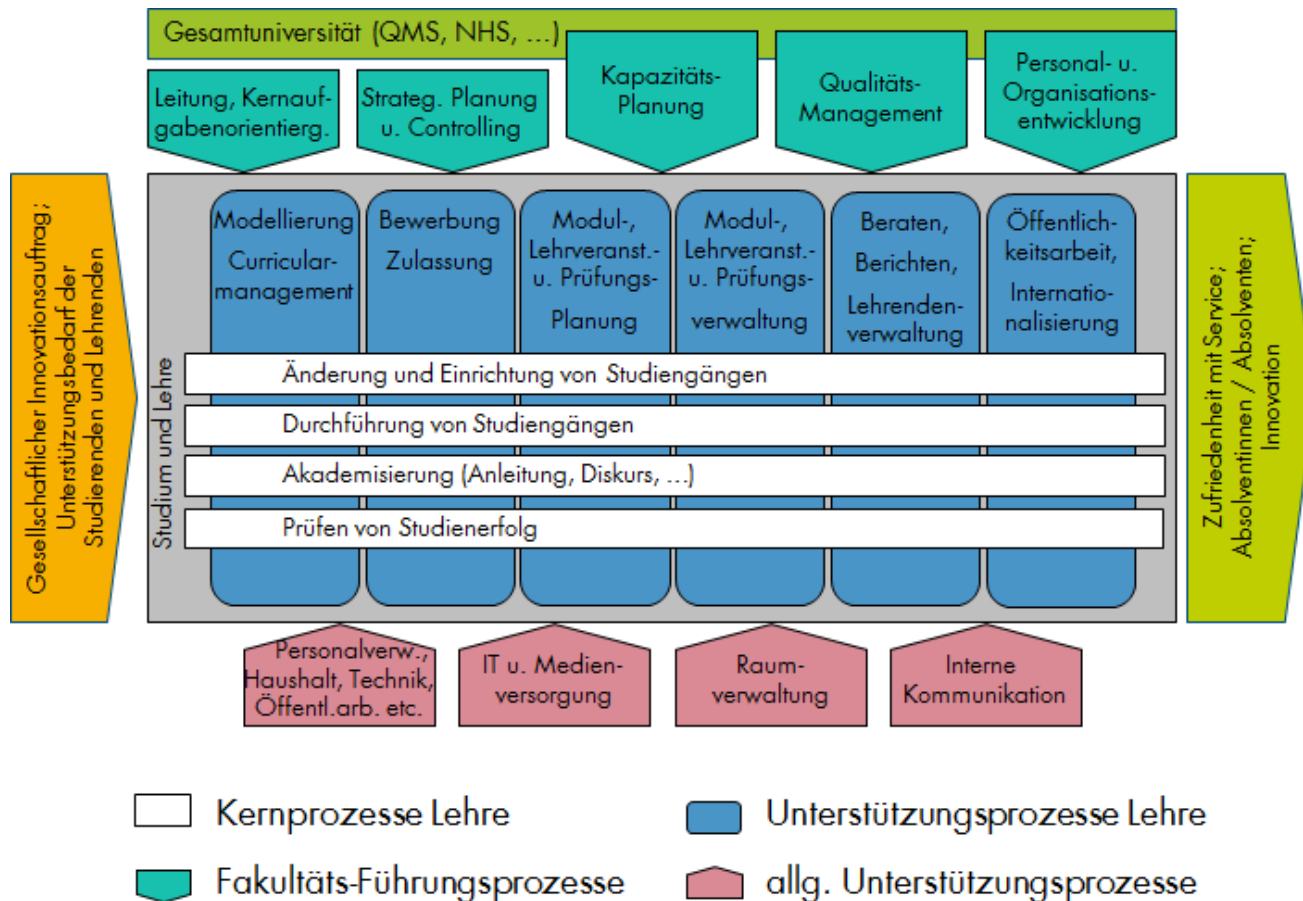 Gesamtuniversität (QMS, NHS, ...)
Leitung, Kernauf-
gabenorientierg.
Strateg. Planung
u. Controlling
Kapazitäts-
Planung
Qualitäts-
Management
Personal- u.
Organisations-
entwicklung
Gesellschaftlicher Innovationsauftrag;
Unterstützungsbedarf der
Studierenden und Lehrenden
Studium und Lehre
Modellierung
Curricular-
management
Bewerbung
Zulassung
Modul-,
Lehrveranst.-
u. Prüfungs-
Planung
Modul-,
Lehrveranst.-
u. Prüfungs-
verwaltung
Beraten,
Berichten,
Lehrenden-
verwaltung
Öffentlich-
keitsarbeit,
Internatio-
nalisierung
Änderung und Einrichtung von Studiengängen
Durchführung von Studiengängen
Akademisierung (Anleitung, Diskurs, ...)
Prüfen von Studienerfolg
Zufriedenheit mit Service;
Absolventinnen / Absolventen;
Innovation
Personalverw.,
Haushalt, Technik,
Öffentl.arb. etc.
IT u. Medien-
versorgung
Raum-
verwaltung
Interne
Kommunikation
Kernprozesse Lehre
Unterstützungsprozesse Lehre
Fakultäts-Führungsprozesse
allg. Unterstützungsprozesse